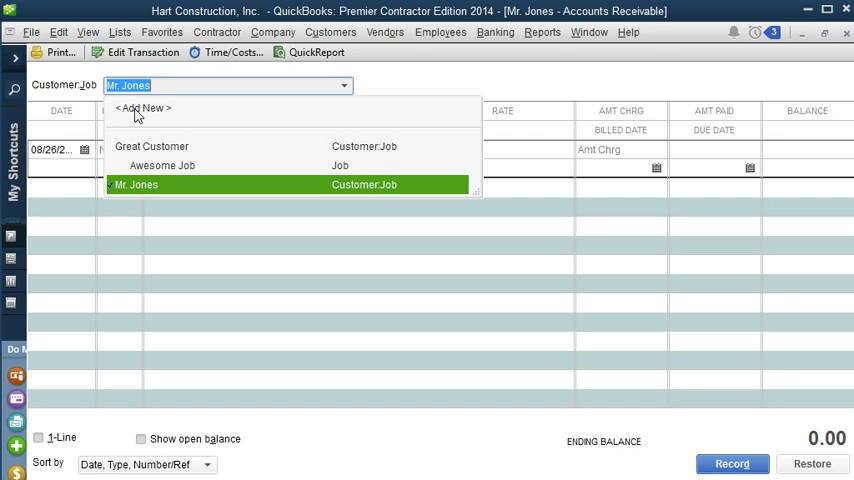 Hart Construction, Inc. - QuickBooks: Premier Contractor Edition 2014 - [Mr. Jones - Accounts Receivable]
File Edit View Lists Favorites Contractor Company Customers Vendors Employees Banking Reports Window Help 3
Print... Edit Transaction Time/Costs... QuickReport
Customer:Job Mr. Jones
< Add New >
DATE RATE AMT CHRG AMT PAID BALANCE
BILLED DATE DUE DATE
Great Customer Customer:Job
08/26/2... N Amt Chrg
Awesome Job Job
Mr. Jones Customer:Job
My Shortcuts
Do M
1-Line Show open balance ENDING BALANCE 0.00
Sort by Date, Type, Number/Ref Record Restore